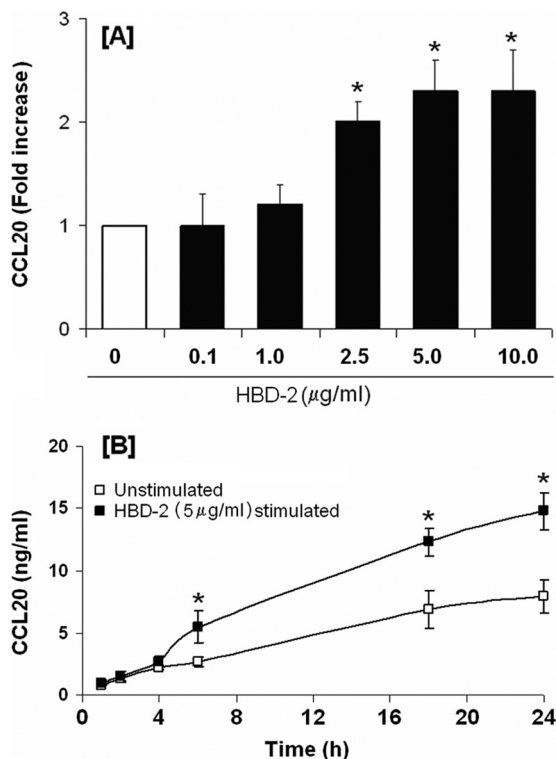 [A]
CCL20 (Fold increase)
3
2
1
0
* * *
0 0.1 1.0 2.5 5.0 10.0
HBD-2 (μg/ml)
[B]
CCL20 (ng/ml)
20
15
10
5
0
Unstimulated
HBD-2 (5μg/ml) stimulated
* * *
0 4 8 12 16 20 24
Time (h)